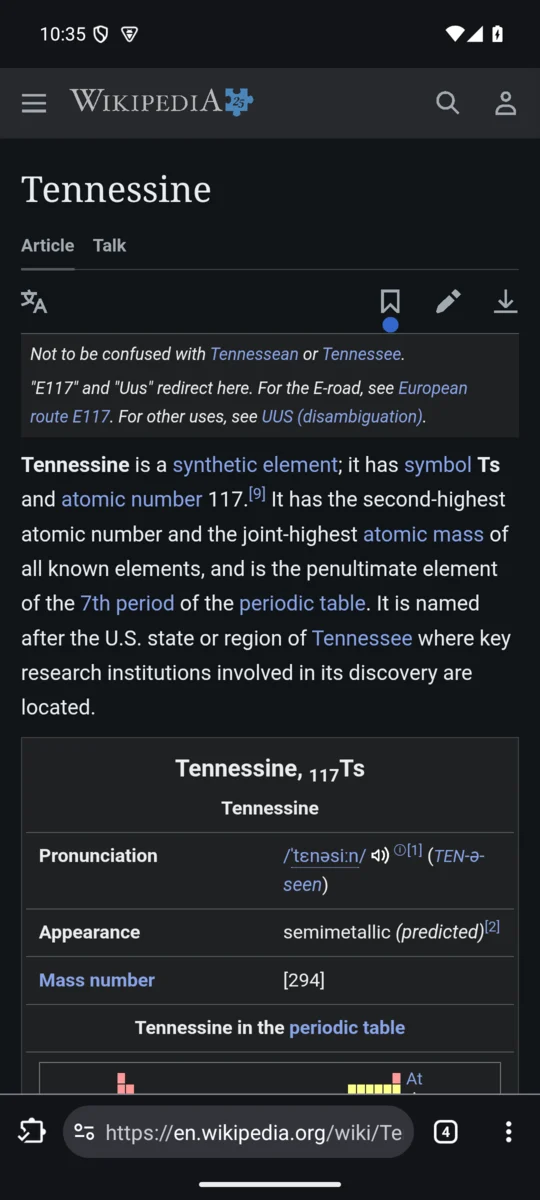 10:35
WIKIPEDIA 25
Tennessine
Article Talk
Not to be confused with Tennessean or Tennessee.
"E117" and "Uus" redirect here. For the E-road, see European
route E117. For other uses, see UUS (disambiguation).
Tennessine is a synthetic element; it has symbol Ts
and atomic number 117.[9] It has the second-highest
atomic number and the joint-highest atomic mass of
all known elements, and is the penultimate element
of the 7th period of the periodic table. It is named
after the U.S. state or region of Tennessee where key
research institutions involved in its discovery are
located.
Tennessine, 117Ts
Tennessine
Pronunciation /ˈtɛnəsiːn/ ⓘ[1] (TEN-ə-
seen)
Appearance semimetallic (predicted)[2]
Mass number [294]
Tennessine in the periodic table
At
https://en.wikipedia.org/wiki/Te 4